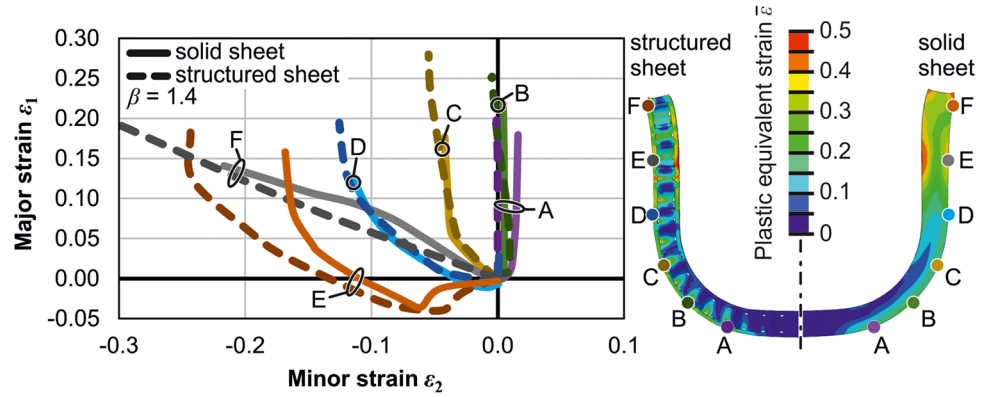 0.30
0.25
0.20
0.15
0.10
0.05
0.00
-0.05
Major strain ε1
solid sheet
structured sheet
β = 1.4
F
D
C
B
A
E
-0.3
-0.2
-0.1
0.0
0.1
Minor strain ε2
structured
sheet
Plastic equivalent strain ε̅
0.5
0.4
0.3
0.2
0.1
0
solid
sheet
F
E
D
C
B
A
F
E
D
C
B
A